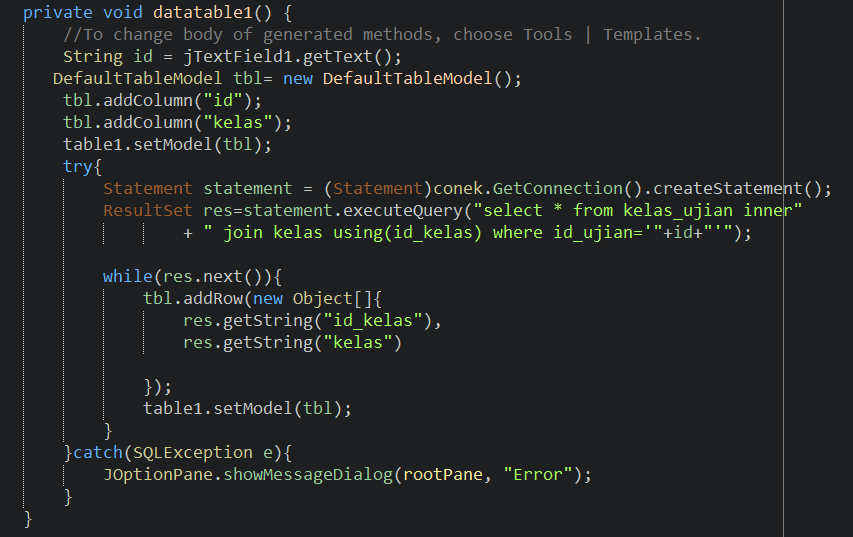 private void datatable1() {
//To change body of generated methods, choose Tools | Templates.
String id = jTextField1.getText();
DefaultTableModel tbl= new DefaultTableModel();
tbl.addColumn("id");
tbl.addColumn("kelas");
table1.setModel(tbl);
try{
Statement statement = (Statement)conek.GetConnection().createStatement();
ResultSet res=statement.executeQuery("select * from kelas_ujian inner"
+ " join kelas using(id_kelas) where id_ujian='"+id+"'");
while(res.next()){
tbl.addRow(new Object[]{
res.getString("id_kelas"),
res.getString("kelas")
});
table1.setModel(tbl);
}
}catch(SQLException e){
JOptionPane.showMessageDialog(rootPane, "Error");
}
}